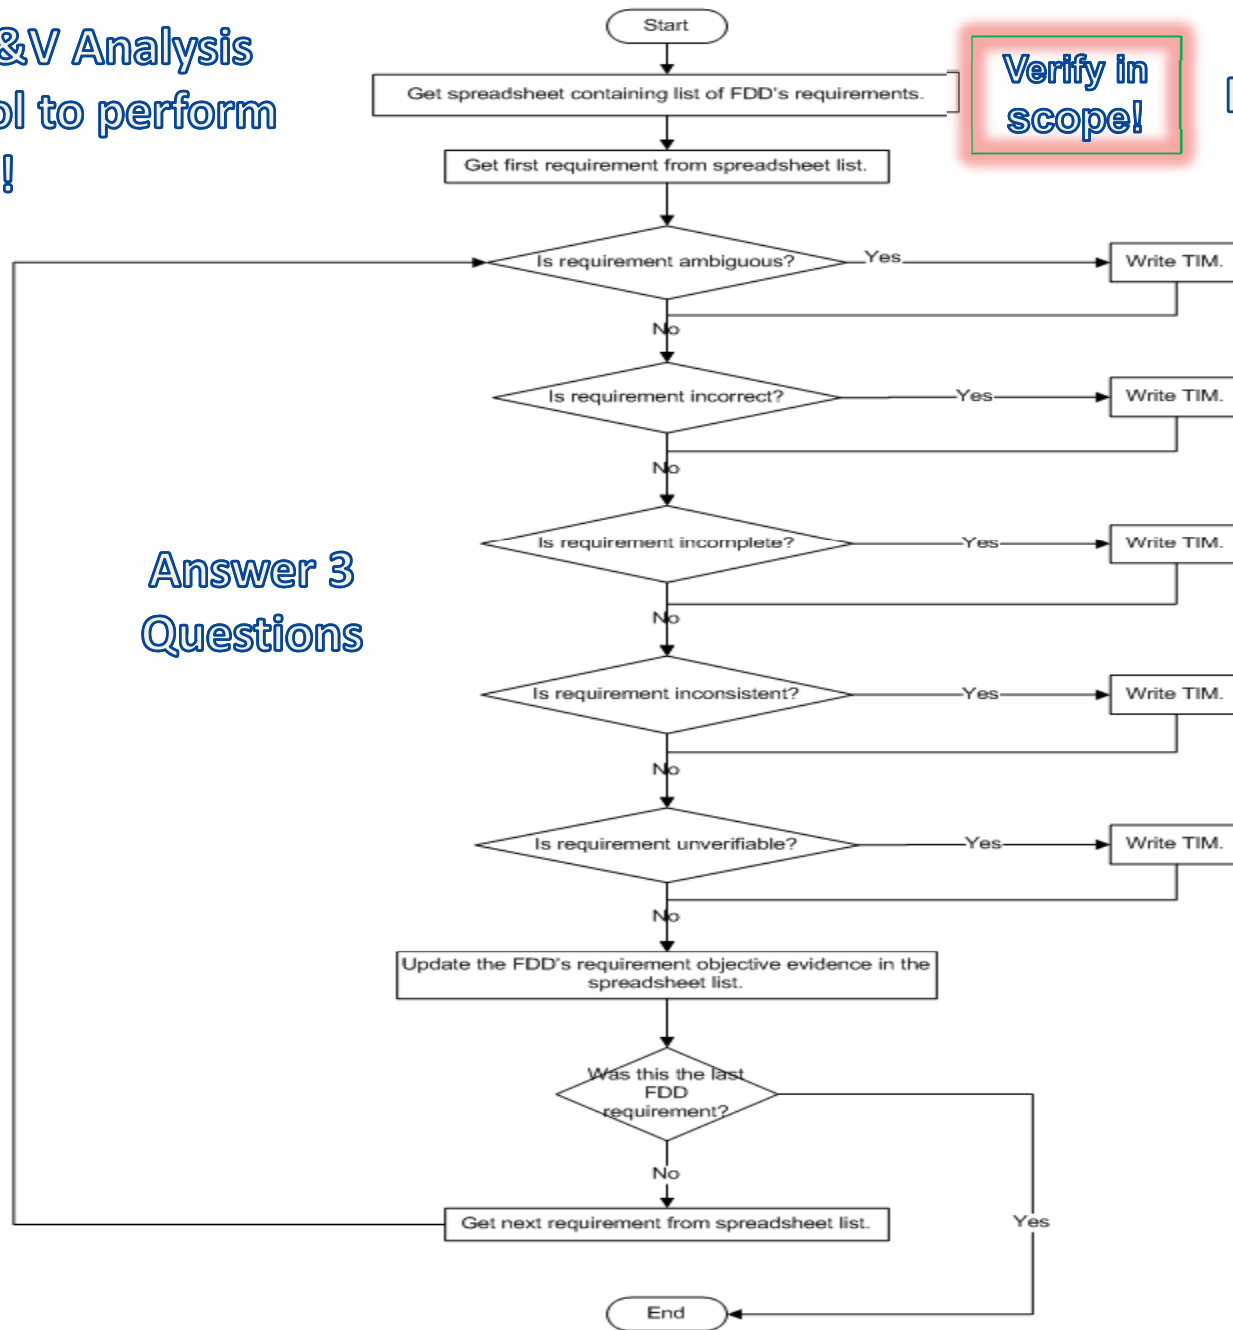 &V Analysis
ol to perform
!
Start
Get spreadsheet containing list of FDD's requirements.
Verify in
scope!
Get first requirement from spreadsheet list.
Is requirement ambiguous?
Yes
Write TIM.
No
Is requirement incorrect?
Yes
Write TIM.
No
Is requirement incomplete?
Yes
Write TIM.
No
Answer 3
Questions
Is requirement inconsistent?
Yes
Write TIM.
No
Is requirement unverifiable?
Yes
Write TIM.
No
Update the FDD's requirement objective evidence in the
spreadsheet list.
Was this the last
FDD
requirement?
No
Get next requirement from spreadsheet list.
Yes
End